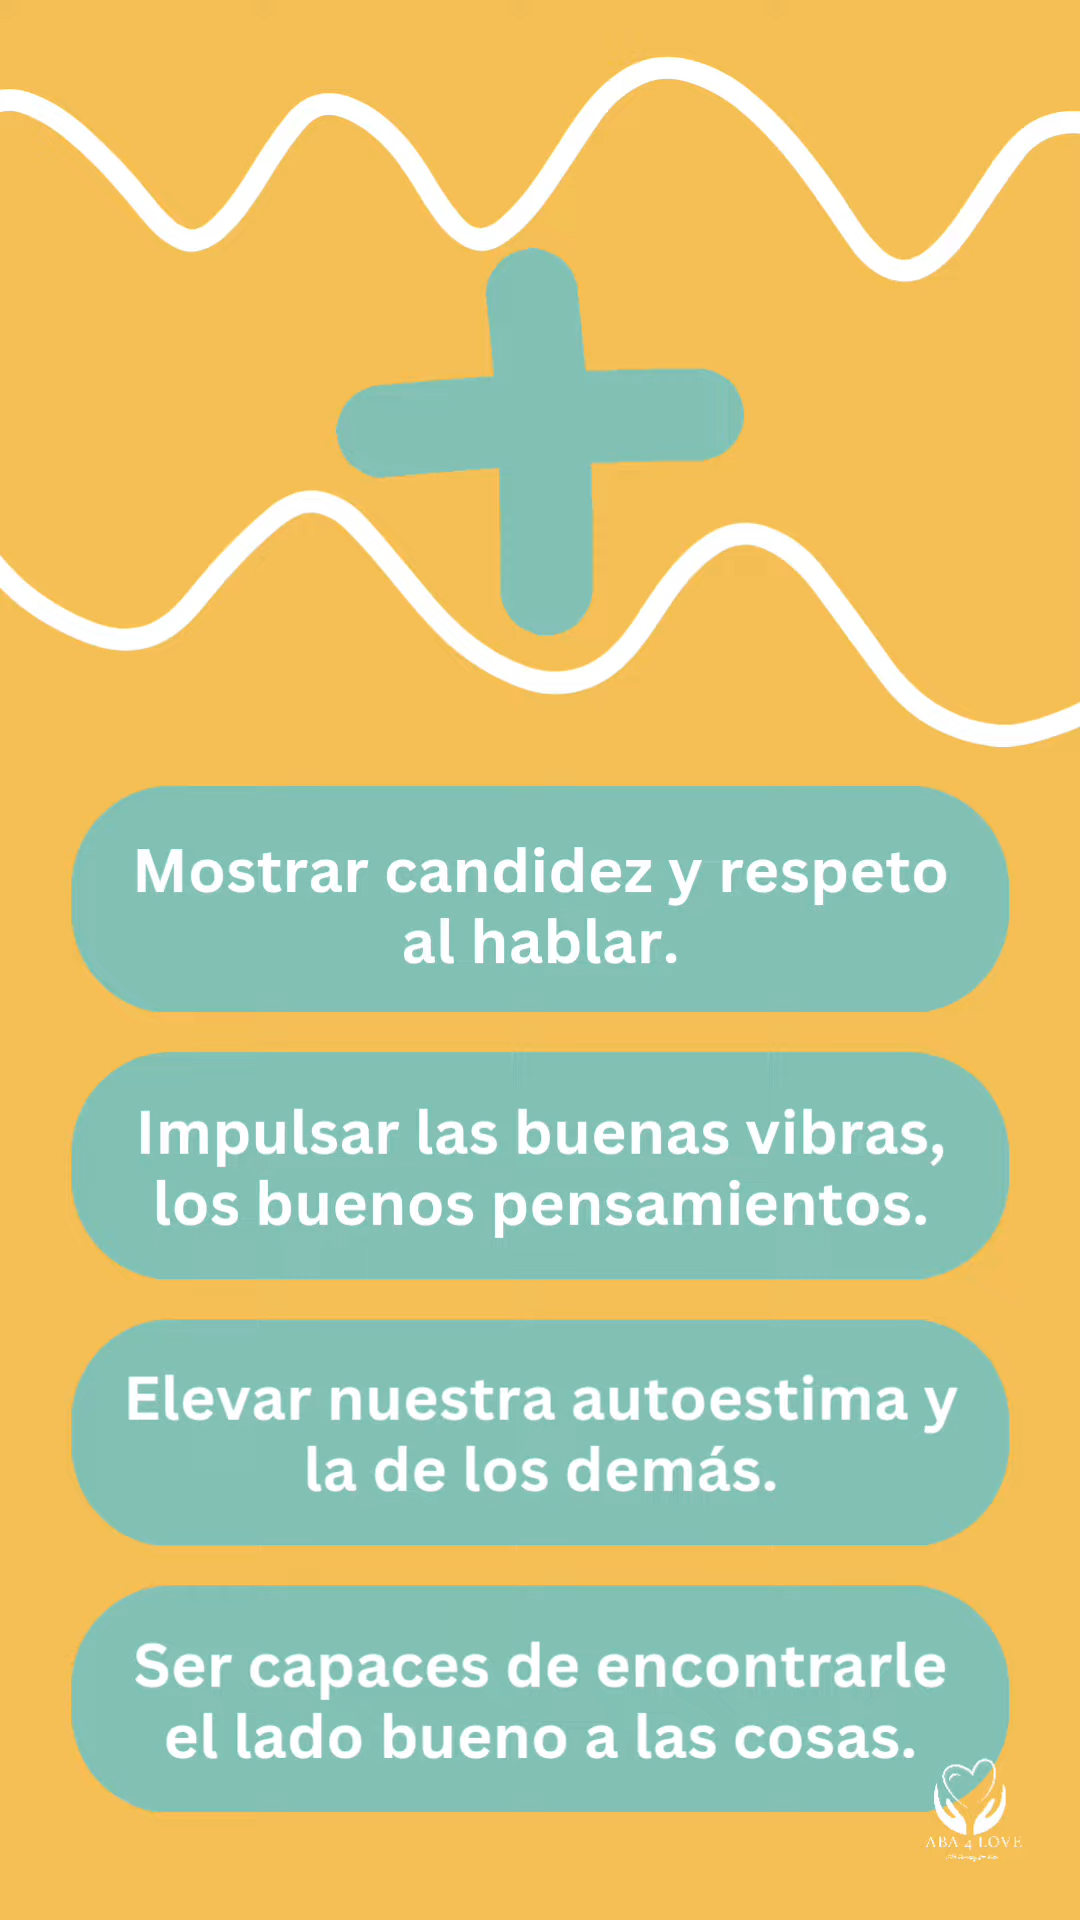 Mostrar candidez y respeto
al hablar.
Impulsar las buenas vibras,
los buenos pensamientos.
Elevar nuestra autoestima y
la de los demás.
Ser capaces de encontrarle
el lado bueno a las cosas.
ABA 4 LOVE